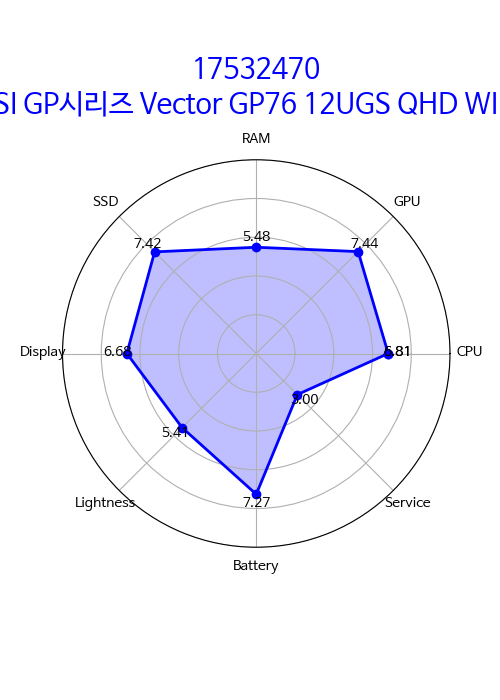 17532470
SI GP시리즈 Vector GP76 12UGS QHD
RAM
SSD
GPU
7.42
5.48
7.44
Display
6.68
6.81
CPU
5.41
3.00
Lightness
7.27
Service
Battery